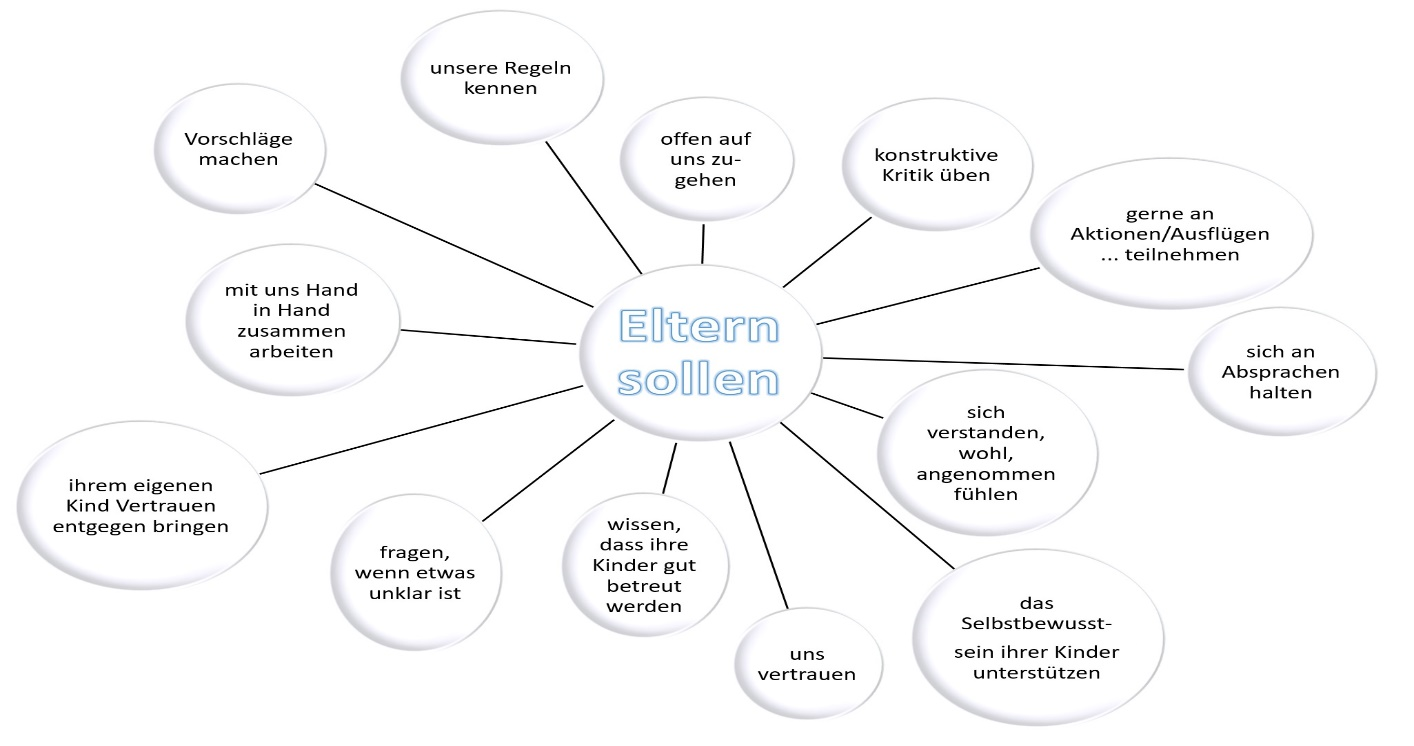 unsere Regeln
kennen
Vorschläge
machen
offen auf
uns zu-
gehen
konstruktive
Kritik üben
gerne an
Aktionen/Ausflügen
... teilnehmen
mit uns Hand
in Hand
zusammen
arbeiten
Eltern
sollen
sich an
Absprachen
halten
sich
verstanden,
wohl,
angenommen
fühlen
ihrem eigenen
Kind Vertrauen
entgegen bringen
fragen,
wenn etwas
unklar ist
wissen,
dass ihre
Kinder gut
betreut
werden
uns
vertrauen
das
Selbstbewusst-
sein ihrer Kinder
unterstützen